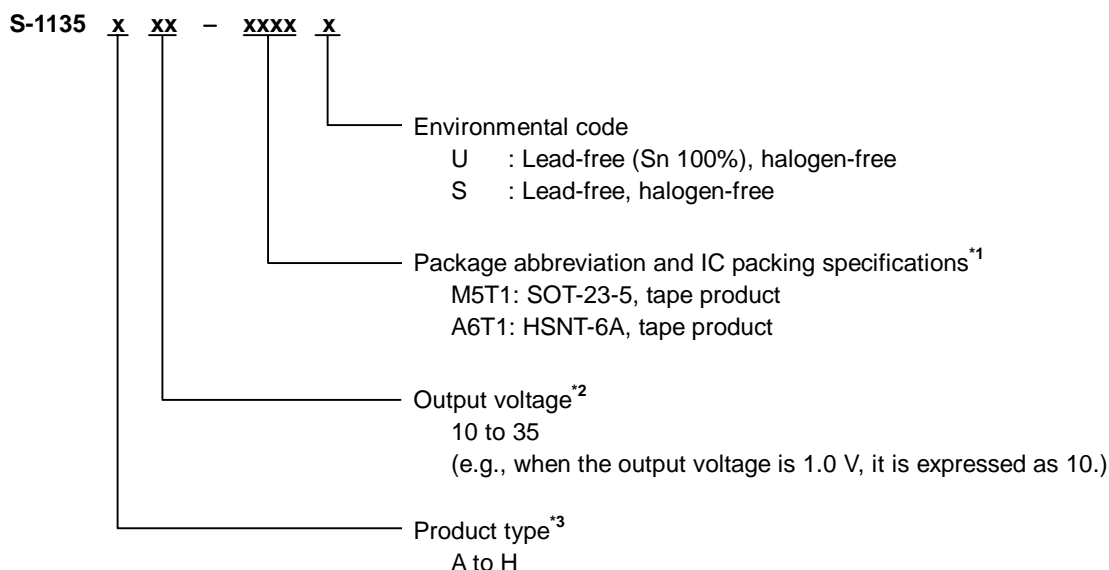 S-1135 x xx – xxxx x
Environmental code
U : Lead-free (Sn 100%), halogen-free
S : Lead-free, halogen-free
Package abbreviation and IC packing specifications*1
M5T1: SOT-23-5, tape product
A6T1: HSNT-6A, tape product
Output voltage*2
10 to 35
(e.g., when the output voltage is 1.0 V, it is expressed as 10.)
Product type*3
A to H